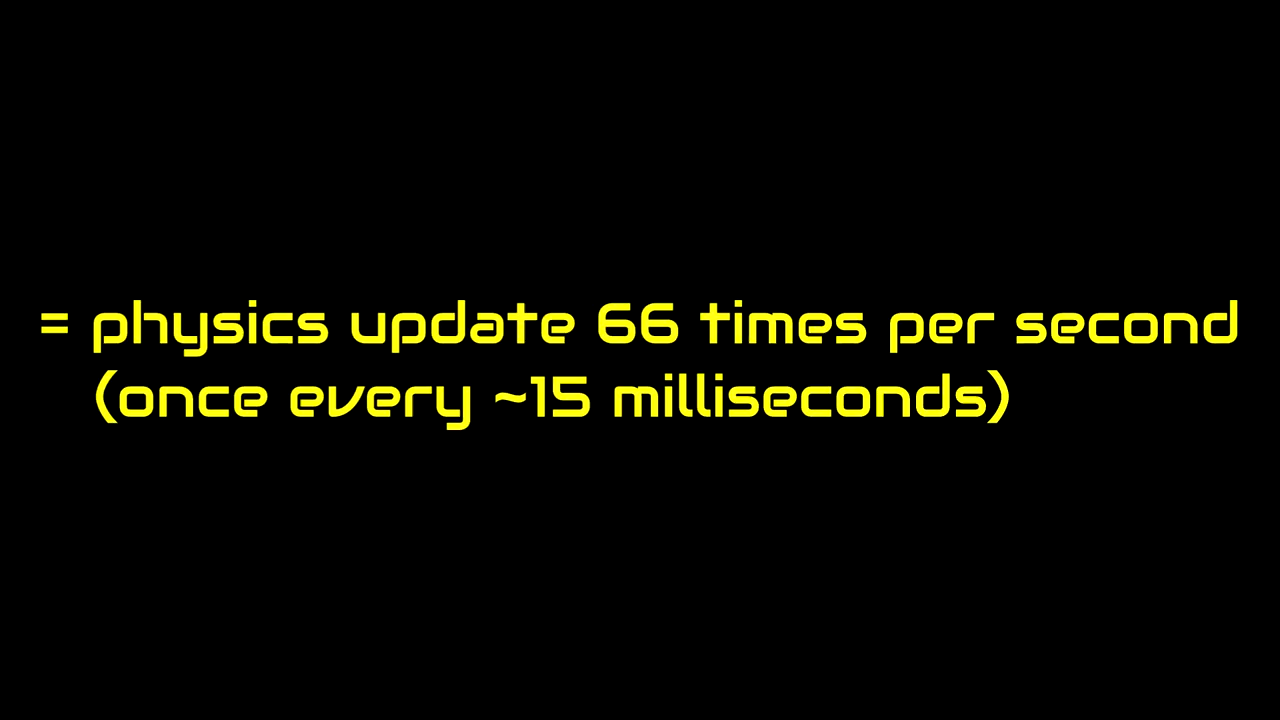 = physics update 66 times per second
(once every ~15 milliseconds)